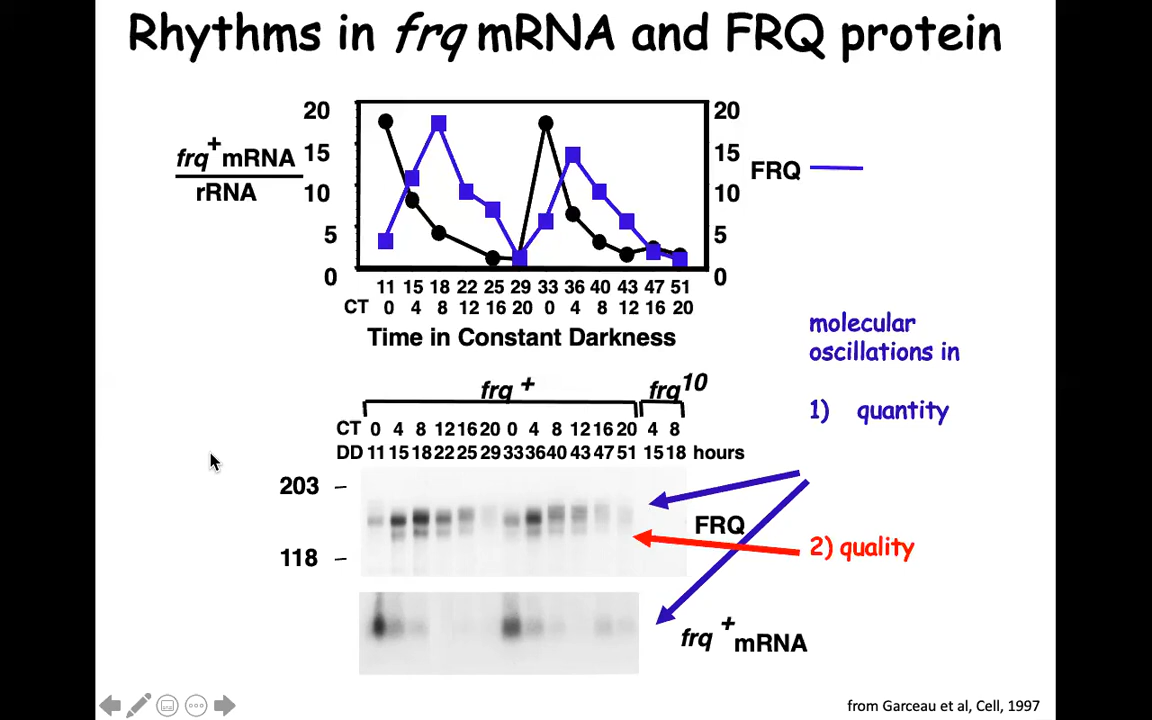 Rhythms in frq mRNA and FRQ protein
frq+ mRNA
rRNA
20
15
10
5
0
20
15
10
5
0
FRQ
11 15 18 22 25 29 33 36 40 43 47 51
CT 0 4 8 12 16 20 0 4 8 12 16 20
Time in Constant Darkness
molecular
oscillations in
1) quantity
2) quality
frq + frq10
CT 0 4 8 12 16 20 0 4 8 12 16 20 4 8
DD 11 15 18 22 25 29 33 36 40 43 47 51 15 18 hours
203 –
FRQ
118 –
frq + mRNA
from Garceau et al, Cell, 1997